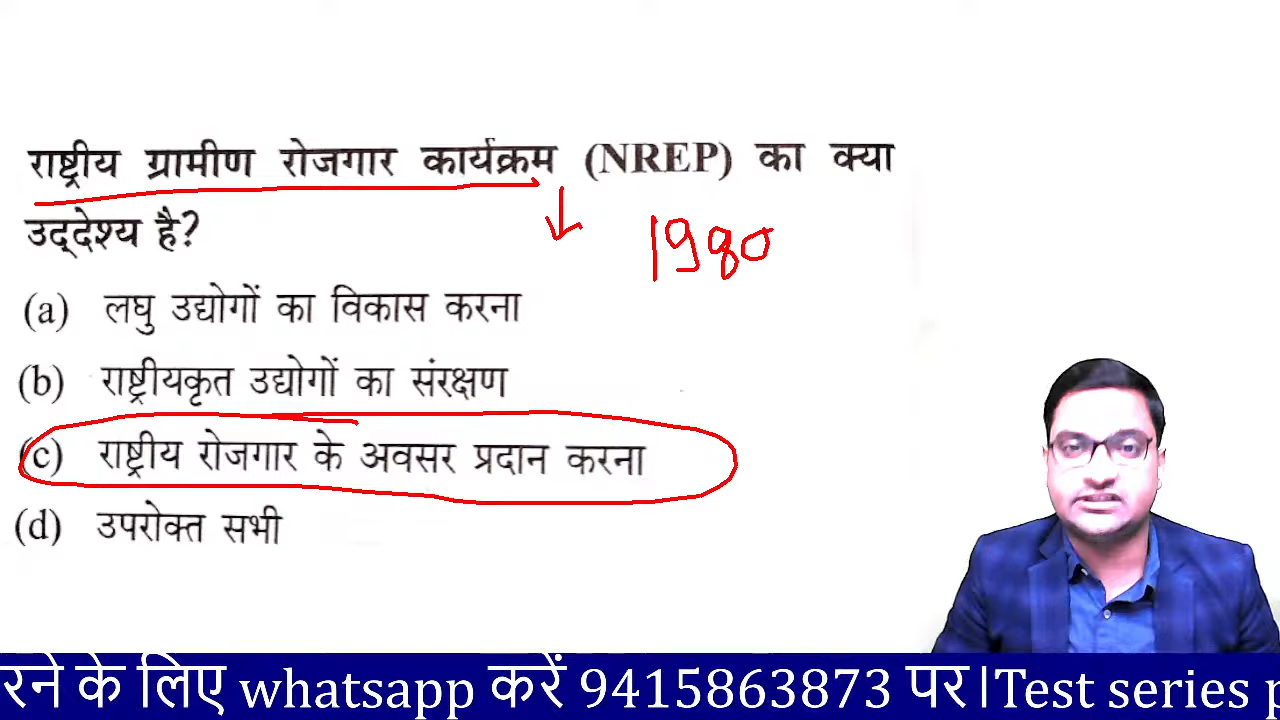 राष्ट्रीय ग्रामीण रोजगार कार्यक्रम (NREP) का क्या
उद्देश्य है?
1980
(a) लघु उद्योगों का विकास करना
(b) राष्ट्रीयकृत उद्योगों का संरक्षण
(c) राष्ट्रीय रोजगार के अवसर प्रदान करना
(d) उपरोक्त सभी
रने के लिए whatsapp करें 9415863873 पर।Test series p